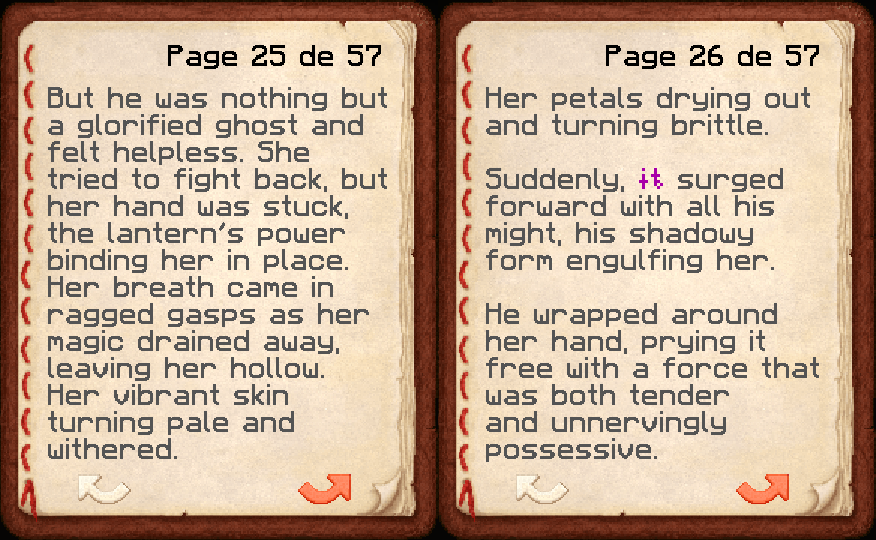 Page 25 de 57
But he was nothing but
a glorified ghost and
felt helpless. She
tried to fight back, but
her hand was stuck,
the lantern's power
binding her in place.
Her breath came in
ragged gasps as her
magic drained away,
leaving her hollow.
Her vibrant skin
turning pale and
withered.
Page 26 de 57
Her petals drying out
and turning brittle.
Suddenly, it surged
forward with all his
might, his shadowy
form engulfing her.
He wrapped around
her hand, prying it
free with a force that
was both tender
and unnervingly
possessive.